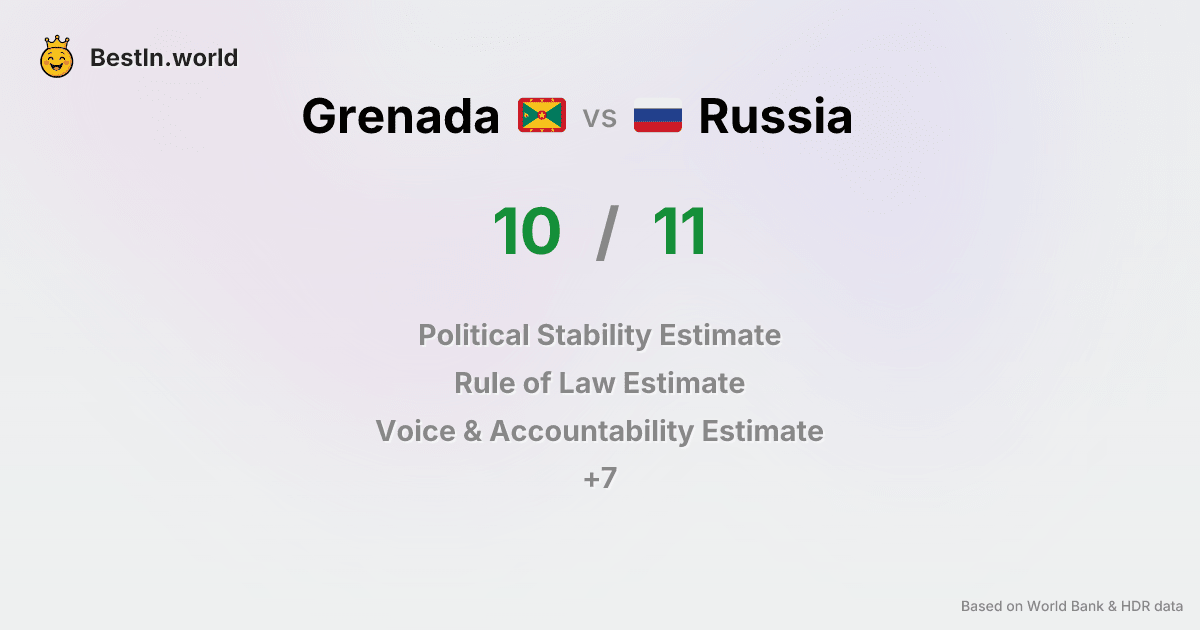 BestIn.world
Grenada vs Russia
10 / 11
Political Stability Estimate
Rule of Law Estimate
Voice & Accountability Estimate
+7
Based on World Bank & HDR data